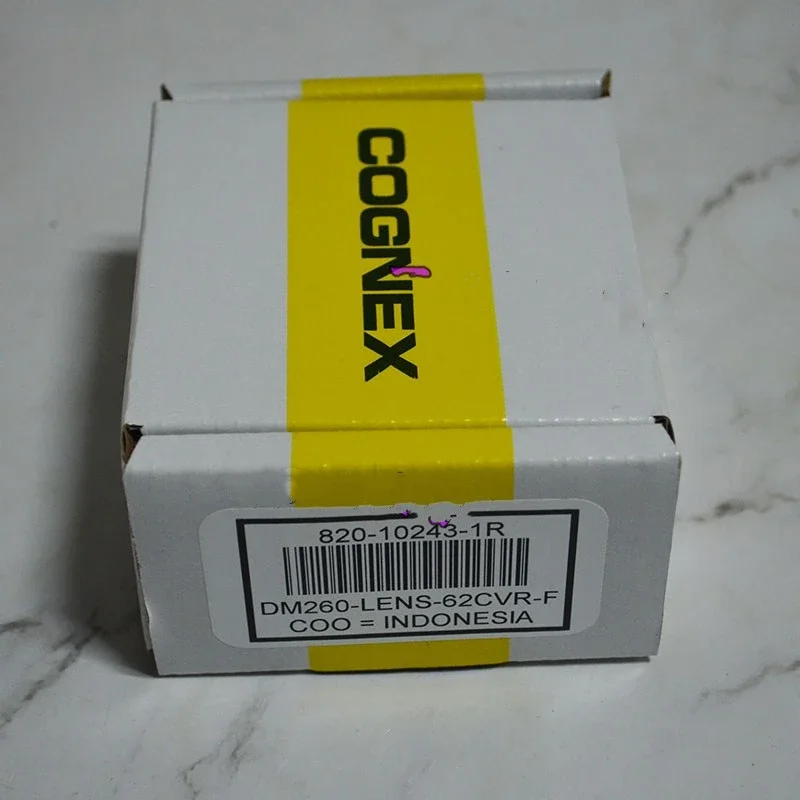 COGNEX
820-10243-1R
DM260-LENS-62CVR-F
COO = INDONESIA